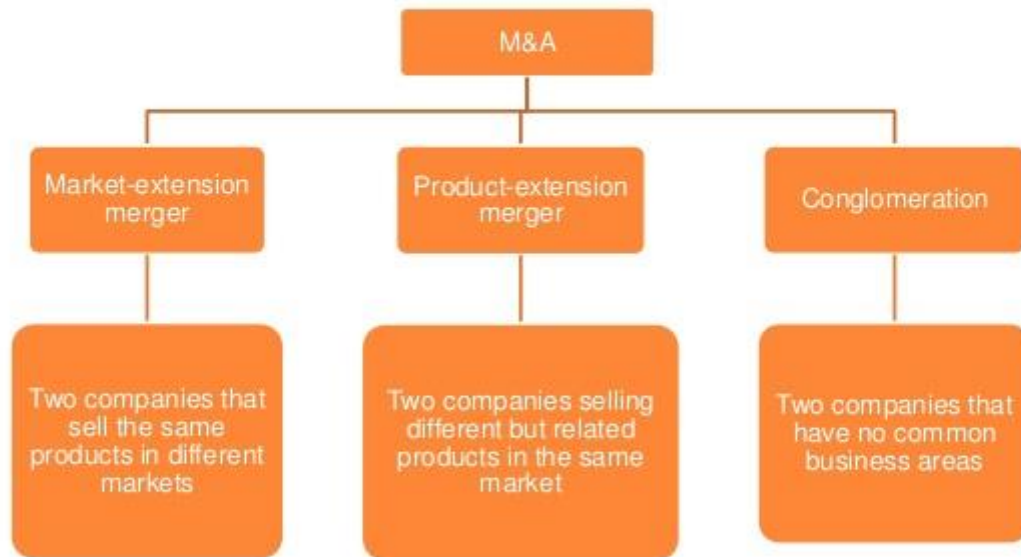 M&A
Market-extension
merger
Product-extension
merger
Conglomeration
Two companies that
sell the same
products in different
markets
Two companies selling
different but related
products in the same
market
Two companies that
have no common
business areas